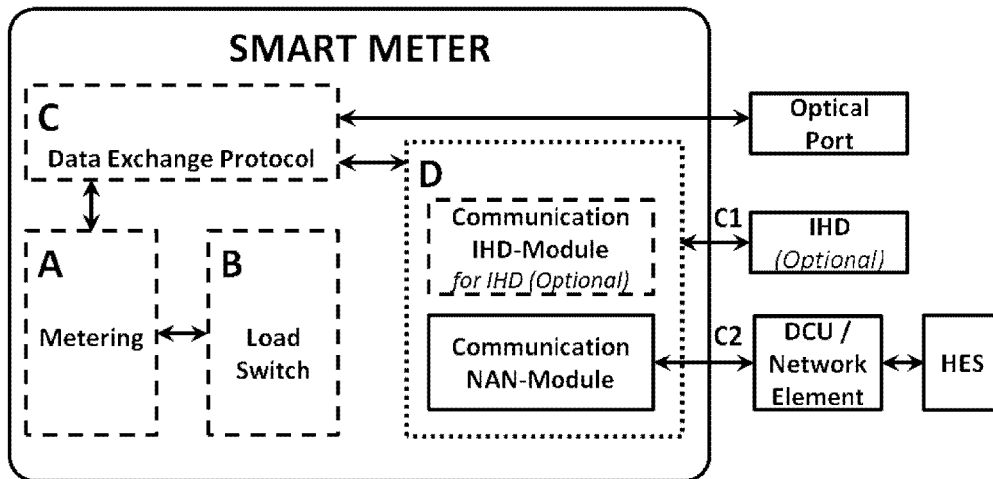 SMART METER
C
Data Exchange Protocol
Optical
Port
D
Communication
IHD-Module
for IHD (Optional)
C1
IHD
(Optional)
A
Metering
B
Load
Switch
Communication
NAN-Module
C2
DCU /
Network
Element
HES